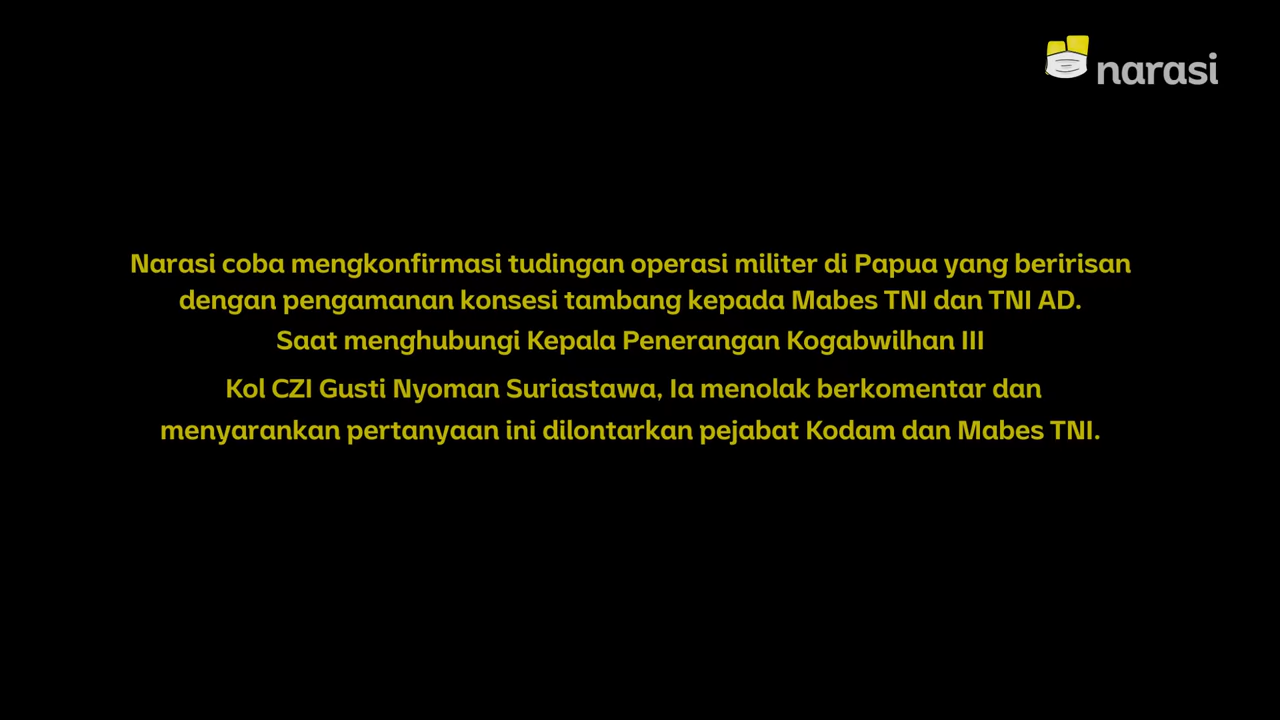 narasi
Narasi coba mengkonfirmasi tudingan operasi militer di Papua yang beririsan
dengan pengamanan konsesi tambang kepada Mabes TNI dan TNI AD.
Saat menghubungi Kepala Penerangan Kogabwilhan III
Kol CZI Gusti Nyoman Suriastawa, Ia menolak berkomentar dan
menyarankan pertanyaan ini dilontarkan pejabat Kodam dan Mabes TNI.